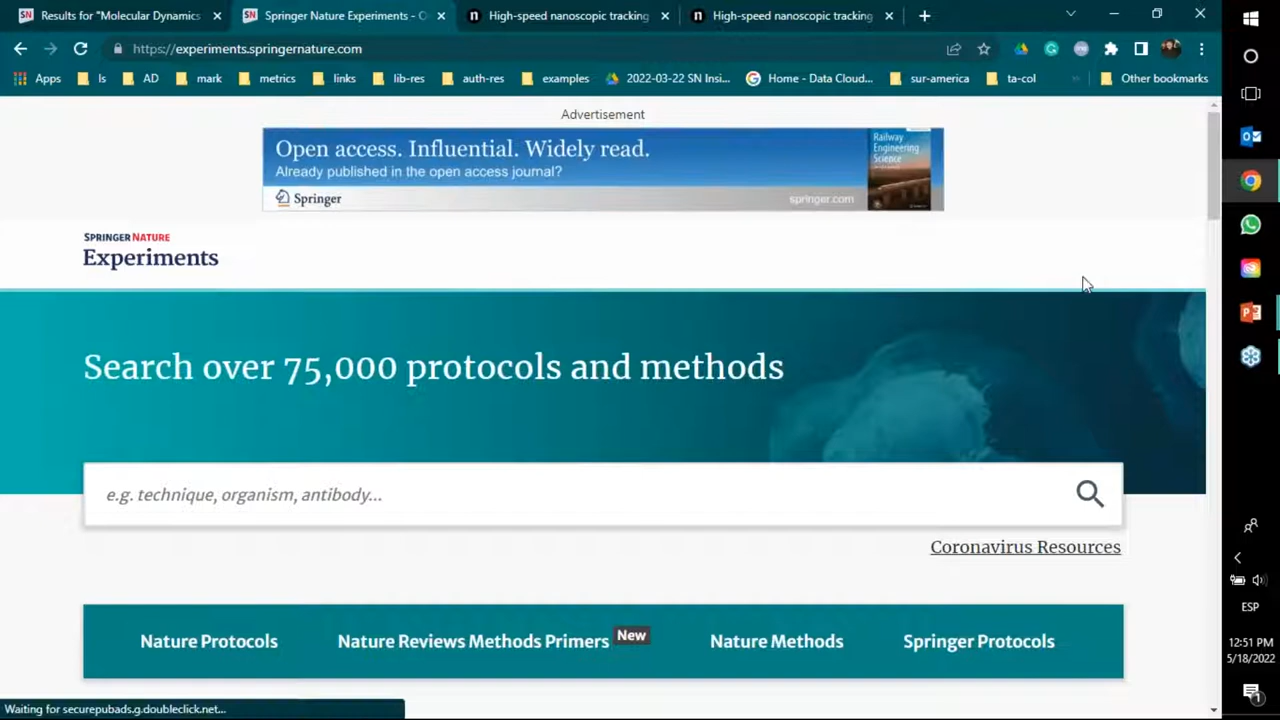 Results for "Molecular Dynamics
Springer Nature Experiments - O
High-speed nanoscopic tracking
High-speed nanoscopic tracking
https://experiments.springernature.com
Apps
ls
AD
mark
metrics
links
lib-res
auth-res
examples
2022-03-22 SN Insi...
Home - Data Cloud...
sur-america
ta-col
Other bookmarks
Advertisement
Open access. Influential. Widely read.
Already published in the open access journal?
Springer
springer.com
Railway
Engineering
Science
SPRINGER NATURE
Experiments
Search over 75,000 protocols and methods
e.g. technique, organism, antibody...
Coronavirus Resources
Nature Protocols
Nature Reviews Methods Primers New
Nature Methods
Springer Protocols
Waiting for securepubads.g.doubleclick.net...
ESP
12:51 PM
5/18/2022
1